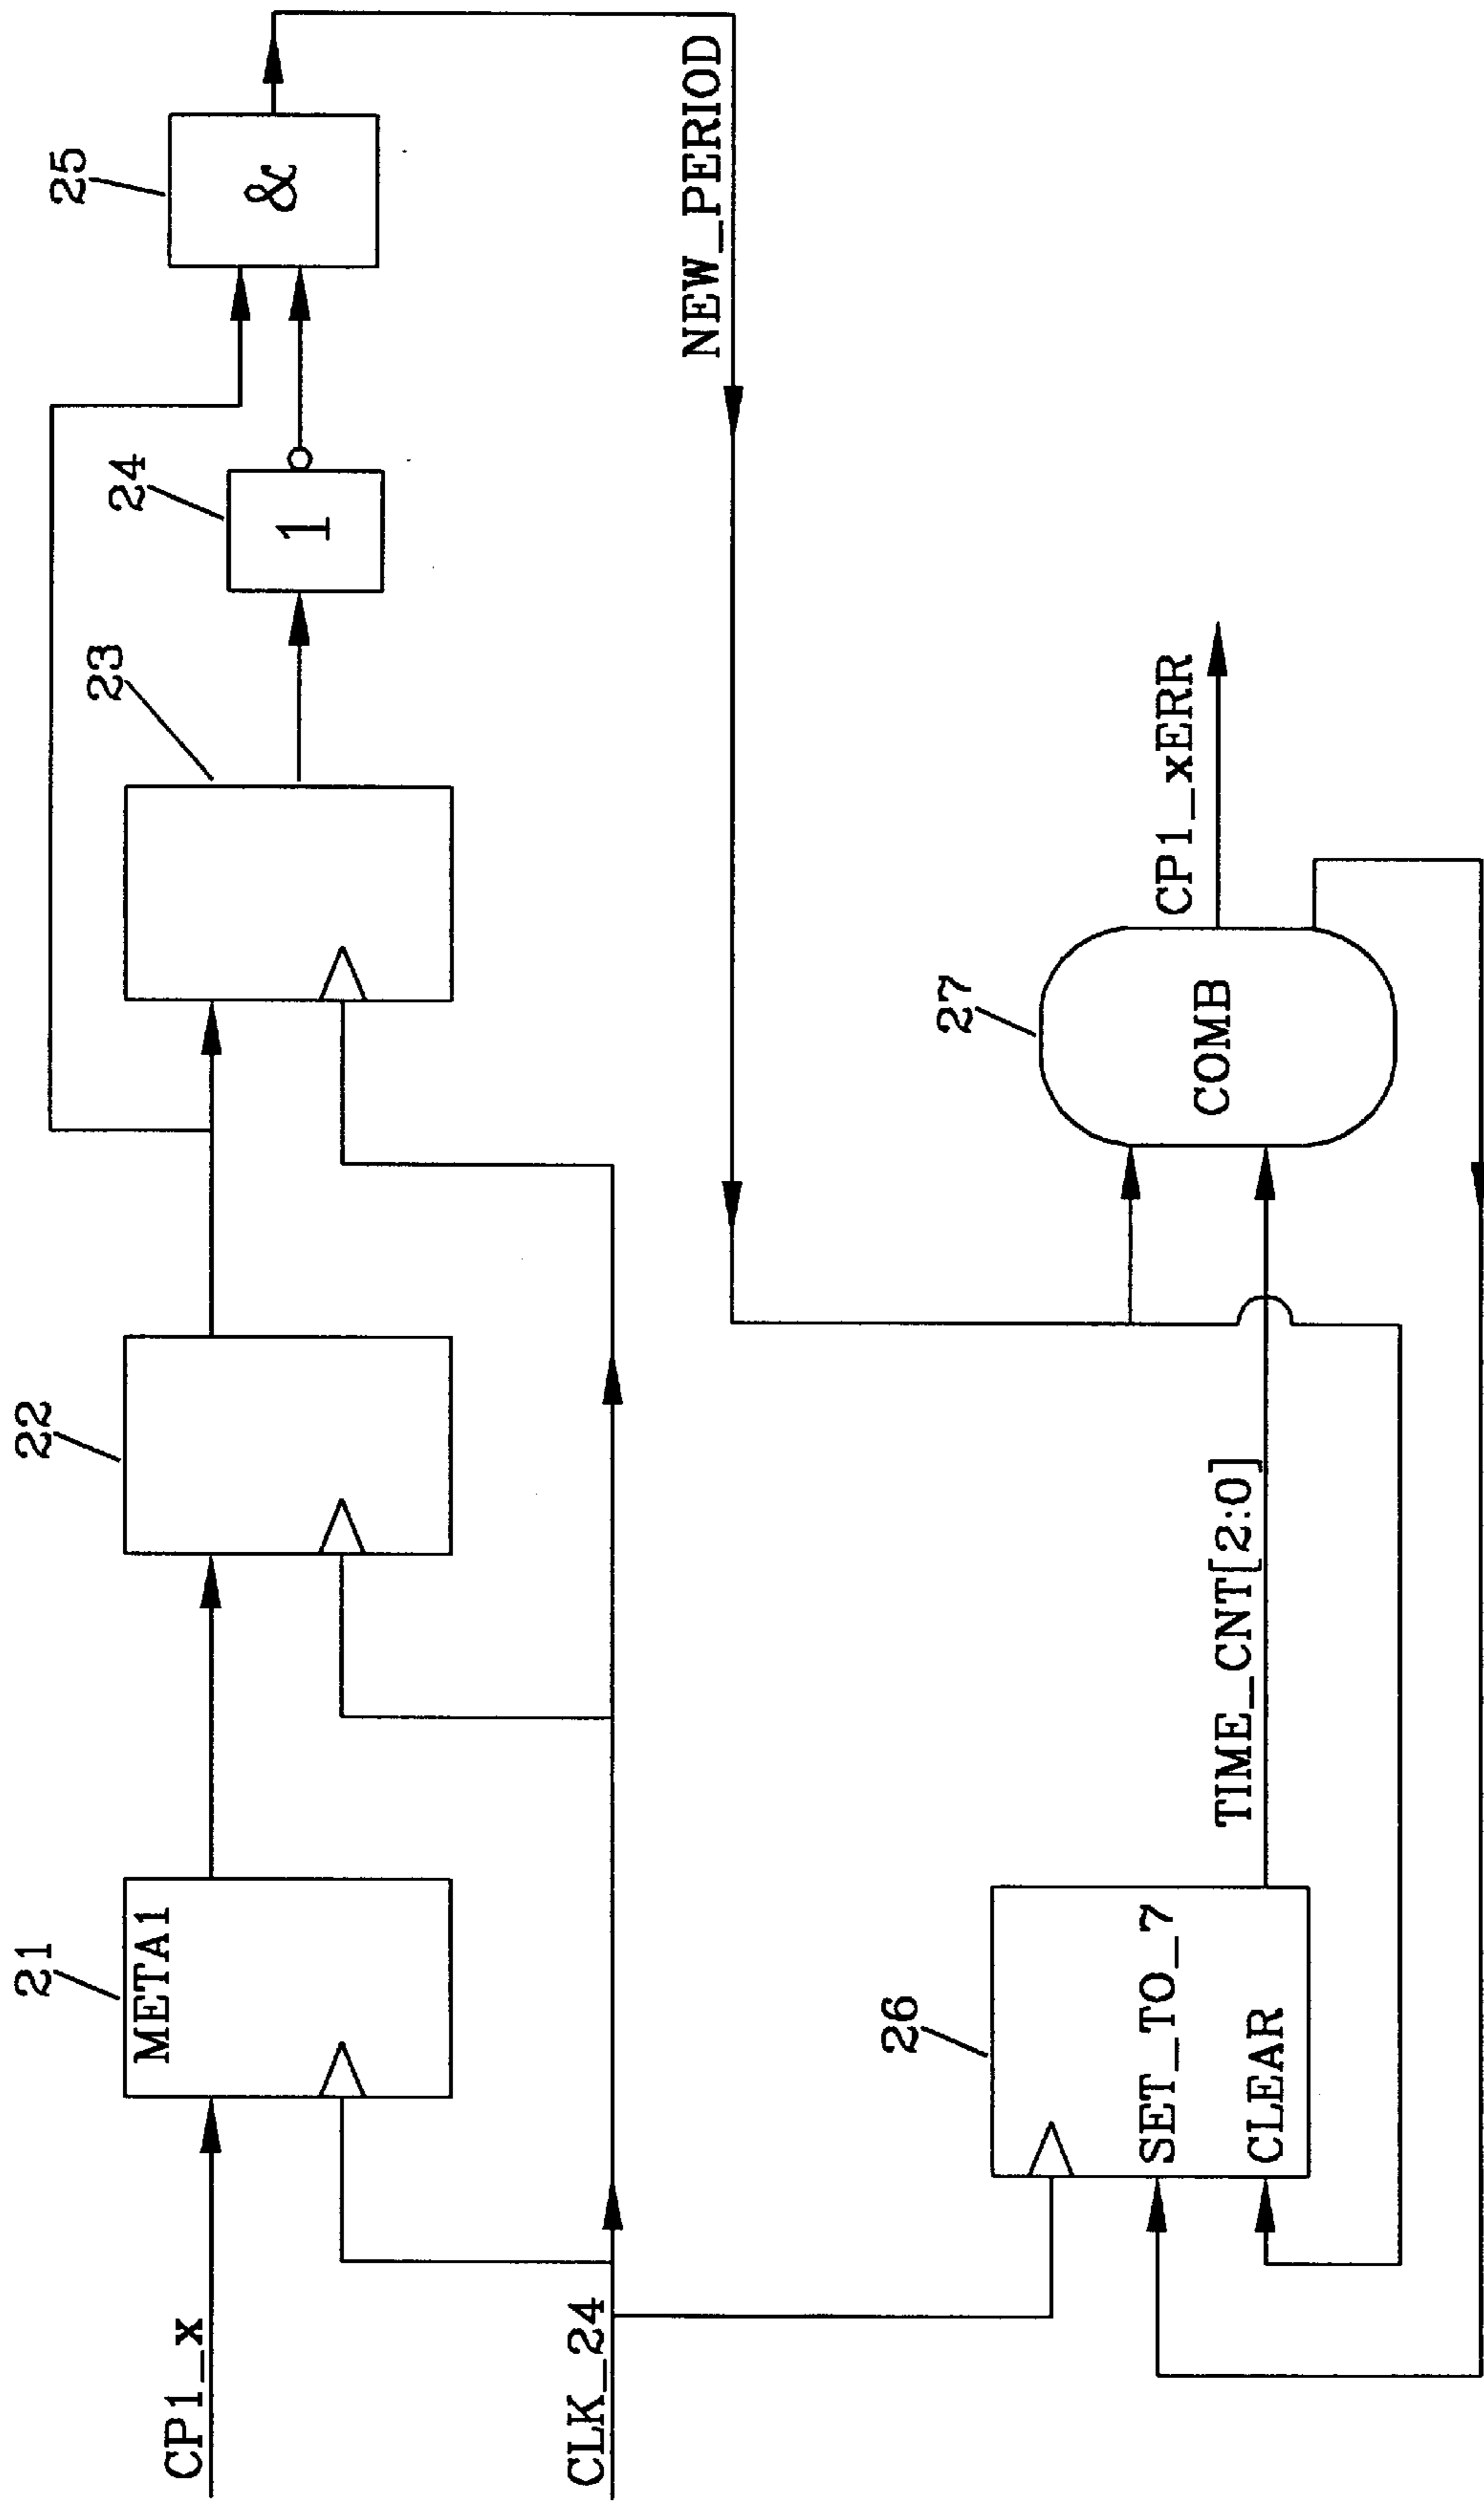 21
22
23
24
25
CP1_x
META1
1
&
CLK_24
NEW_PERIOD
26
27
SET_TO_7
CLEAR
TIME_CNT[2:0]
COMB
CP1_xERR